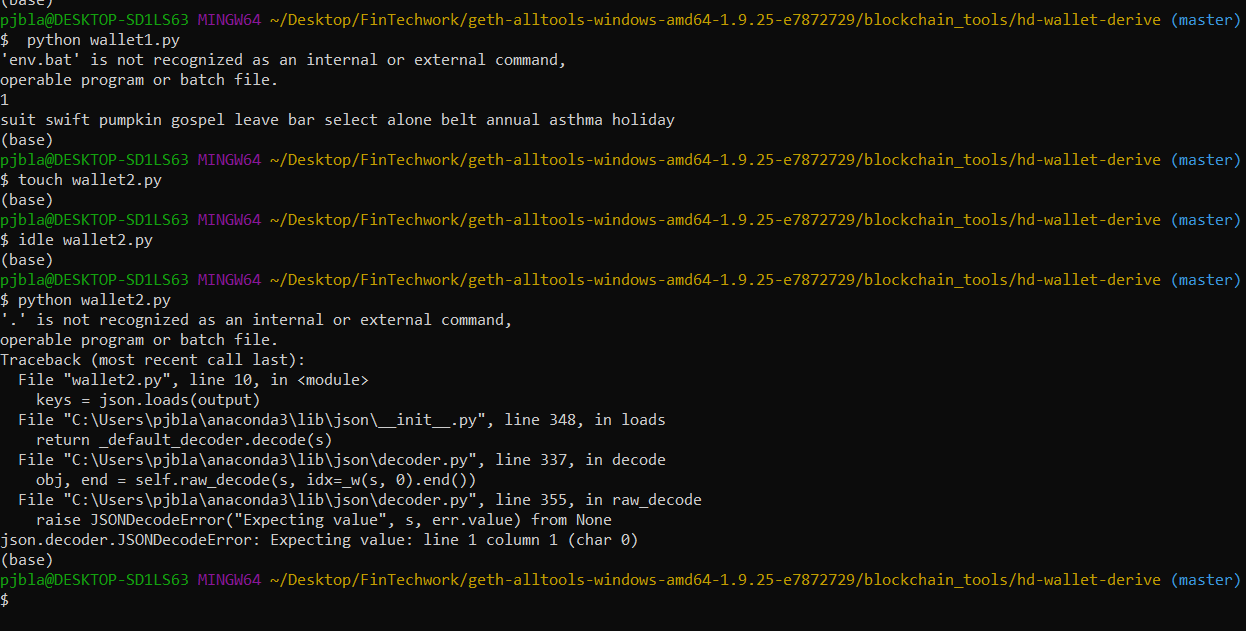 (base)
pjbla@DESKTOP-SD1LS63 MINGW64 ~/Desktop/FinTechwork/geth-alltools-windows-amd64-1.9.25-e7872729/blockchain_tools/hd-wallet-derive (master)
$  python wallet1.py
'env.bat' is not recognized as an internal or external command,
operable program or batch file.
1
suit swift pumpkin gospel leave bar select alone belt annual asthma holiday
(base)
pjbla@DESKTOP-SD1LS63 MINGW64 ~/Desktop/FinTechwork/geth-alltools-windows-amd64-1.9.25-e7872729/blockchain_tools/hd-wallet-derive (master)
$ touch wallet2.py
(base)
pjbla@DESKTOP-SD1LS63 MINGW64 ~/Desktop/FinTechwork/geth-alltools-windows-amd64-1.9.25-e7872729/blockchain_tools/hd-wallet-derive (master)
$ idle wallet2.py
(base)
pjbla@DESKTOP-SD1LS63 MINGW64 ~/Desktop/FinTechwork/geth-alltools-windows-amd64-1.9.25-e7872729/blockchain_tools/hd-wallet-derive (master)
$ python wallet2.py
'.' is not recognized as an internal or external command,
operable program or batch file.
Traceback (most recent call last):
  File "wallet2.py", line 10, in <module>
    keys = json.loads(output)
  File "C:\Users\pjbla\anaconda3\lib\json\__init__.py", line 348, in loads
    return _default_decoder.decode(s)
  File "C:\Users\pjbla\anaconda3\lib\json\decoder.py", line 337, in decode
    obj, end = self.raw_decode(s, idx=_w(s, 0).end())
  File "C:\Users\pjbla\anaconda3\lib\json\decoder.py", line 355, in raw_decode
    raise JSONDecodeError("Expecting value", s, err.value) from None
json.decoder.JSONDecodeError: Expecting value: line 1 column 1 (char 0)
(base)
pjbla@DESKTOP-SD1LS63 MINGW64 ~/Desktop/FinTechwork/geth-alltools-windows-amd64-1.9.25-e7872729/blockchain_tools/hd-wallet-derive (master)
$